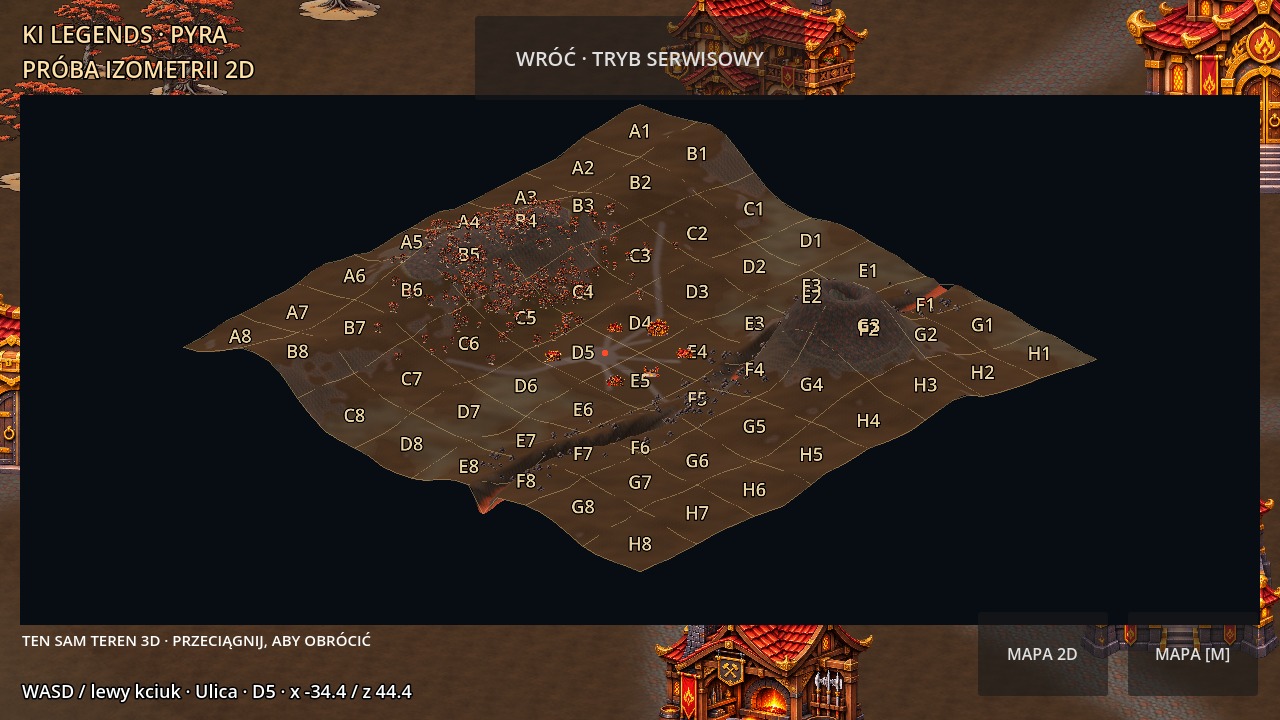 KI LEGENDS · PYRA
PRÓBA IZOMETRII 2D
WRÓĆ · TRYB SERWISOWY
A1
B1
A2
B2
A3
B3
C1
A4
B4
C2
D1
A5
B5
C3
D2
E1
A6
B6
C4
D3
E3
E2
F1
A7
B7
C5
D4
E3
G3
F2
G2
G1
A8
B8
C6
D5
E4
H1
C7
D6
E5
F4
G4
H3
H2
C8
D7
E6
F5
G5
H4
D8
E7
F7
F6
G6
H5
E8
F8
G7
H6
G8
H7
H8
TEN SAM TEREN 3D · PRZECIĄGNIJ, ABY OBRÓCIĆ
MAPA 2D
MAPA [M]
WASD / lewy kciuk · Ulica · D5 · x -34.4 / z 44.4